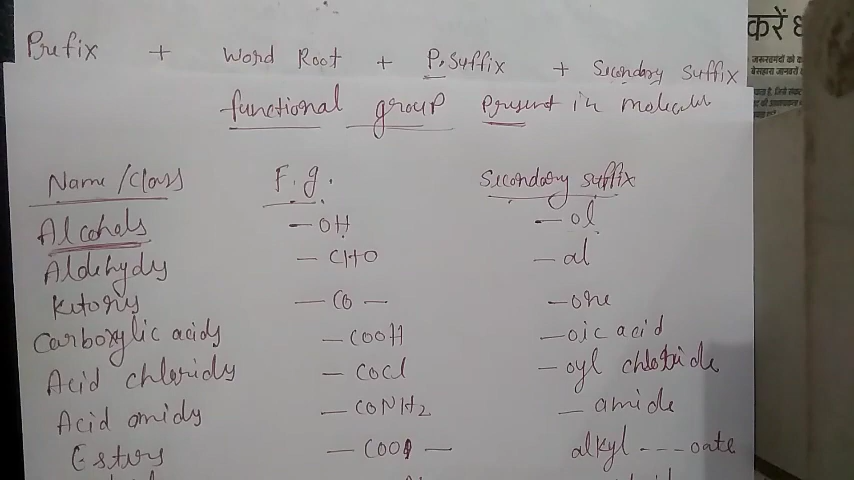 Prefix + Word Root + P. Suffix + Secondary Suffix
functional group present in molecule
Name/Class F.g. Secondary suffix
Alcohols -OH -ol
Aldehydes -CHO -al
Ketones -CO- -one
Carboxylic acids -COOH -oic acid
Acid chlorides -COCl -oyl chloride
Acid amides -CONH2 -amide
Esters -COO- alkyl ---oate
करें